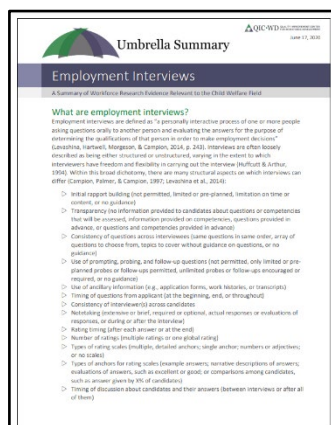 QIC-WD
June 17, 2020
Umbrella Summary
Employment Interviews
A Summary of Workforce Research Evidence Relevant to the Child Welfare Field
What are employment interviews?
Employment interviews are defined as "a personally interactive process of one or more people
asking questions orally to another person and evaluating the answers for the purpose of
determining the qualifications of that person in order to make employment decisions"
(Levashina, Hartwell, Morgeson, & Campion, 2014, p. 243). Interviews are often loosely
described as being either structured or unstructured, varying in the extent to which
interviewers have freedom and flexibility in carrying out the interview (Huffcutt & Arthur,
1994). Within this broad dichotomy, there are many structural aspects on which interviews can
differ (Campion, Palmer, & Campion, 1997; Levashina et al., 2014):
▷ Initial rapport building (not permitted, limited or pre-planned, limitation on time or
content, or no guidance)
▷ Transparency (no information provided to candidates about questions or competencies
that will be assessed, information provided on competencies, questions provided in
advance, or questions and competencies provided in advance)
▷ Consistency of questions across interviewees (same questions in same order, array of
questions to choose from, topics to cover without guidance on questions, or no
guidance)
▷ Use of prompting, probing, and follow-up questions (not permitted, only limited or pre-
planned probes or follow-ups permitted, unlimited probes or follow-ups encouraged or
required, or no guidance)
▷ Use of ancillary information (e.g., application forms, work histories, or transcripts)
▷ Timing of questions from applicant (at the beginning, end, or throughout)
▷ Consistency of interviewer(s) across candidates
▷ Notetaking (extensive or brief, required or optional, actual responses or evaluations of
responses, or during or after the interview)
▷ Rating timing (after each answer or at the end)
▷ Number of ratings (multiple ratings or one global rating)
▷ Types of rating scales (multiple, detailed anchors; single anchor; numbers or adjectives;
or no scales)
▷ Types of anchors for rating scales (example answers; narrative descriptions of answers;
evaluations of answers, such as excellent or good; or comparisons among candidates,
such as answer given by X% of candidates)
▷ Timing of discussion about candidates and their answers (between interviews or after all
of them)